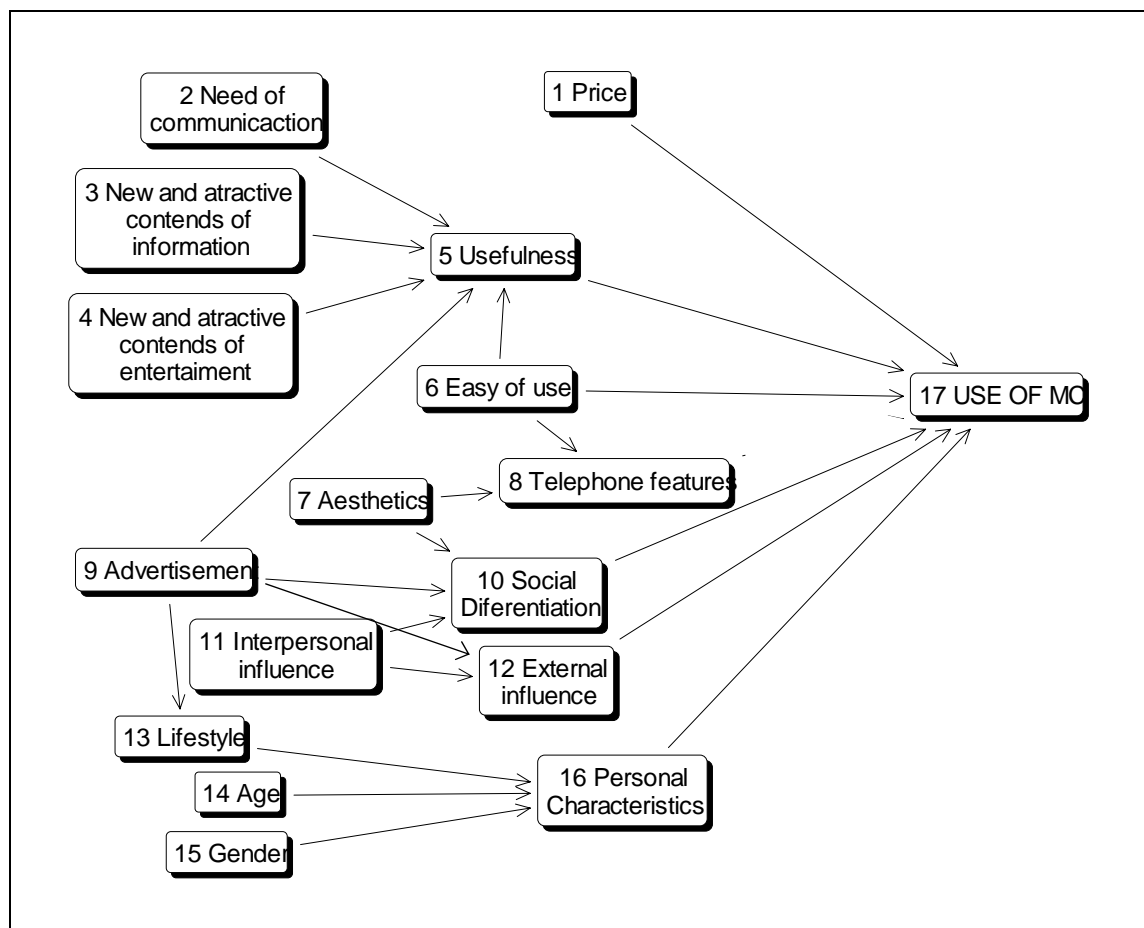 2 Need of
communicaction
1 Price
3 New and atractive
contends of
information
5 Usefulness
4 New and atractive
contends of
entertaiment
6 Easy of use
17 USE OF MO
8 Telephone features
7 Aesthetics
9 Advertisement
10 Social
Diferentiation
11 Interpersonal
influence
12 External
influence
13 Lifestyle
14 Age
16 Personal
Characteristics
15 Gender